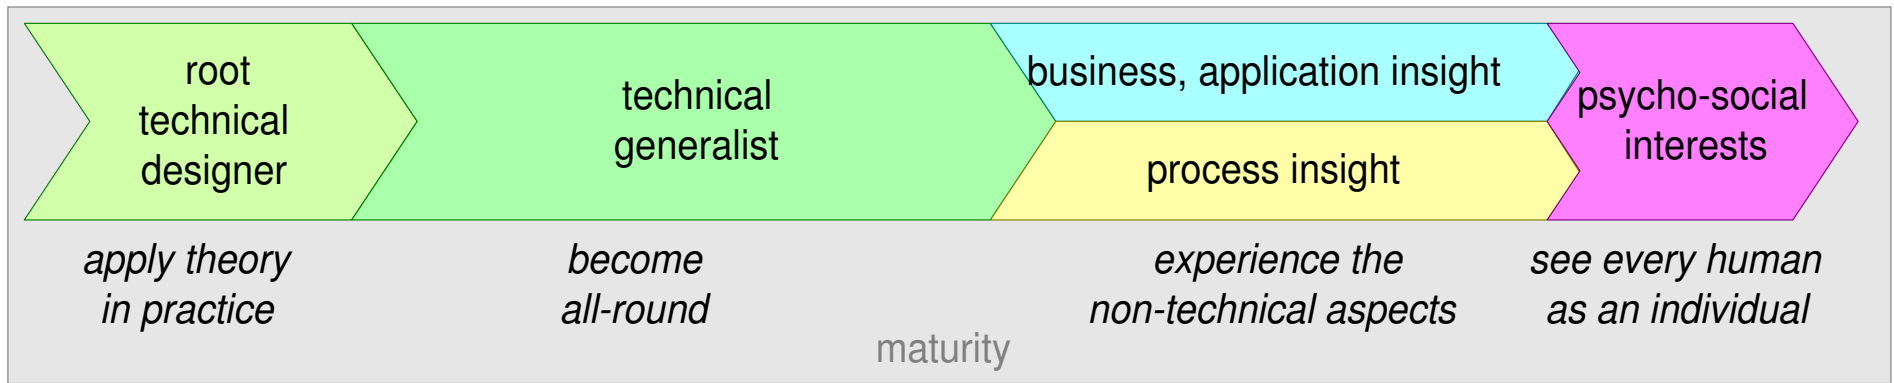 root
technical
designer
technical
generalist
business, application insight
process insight
psycho-social
interests
apply theory
in practice
become
all-round
experience the
non-technical aspects
see every human
as an individual
maturity